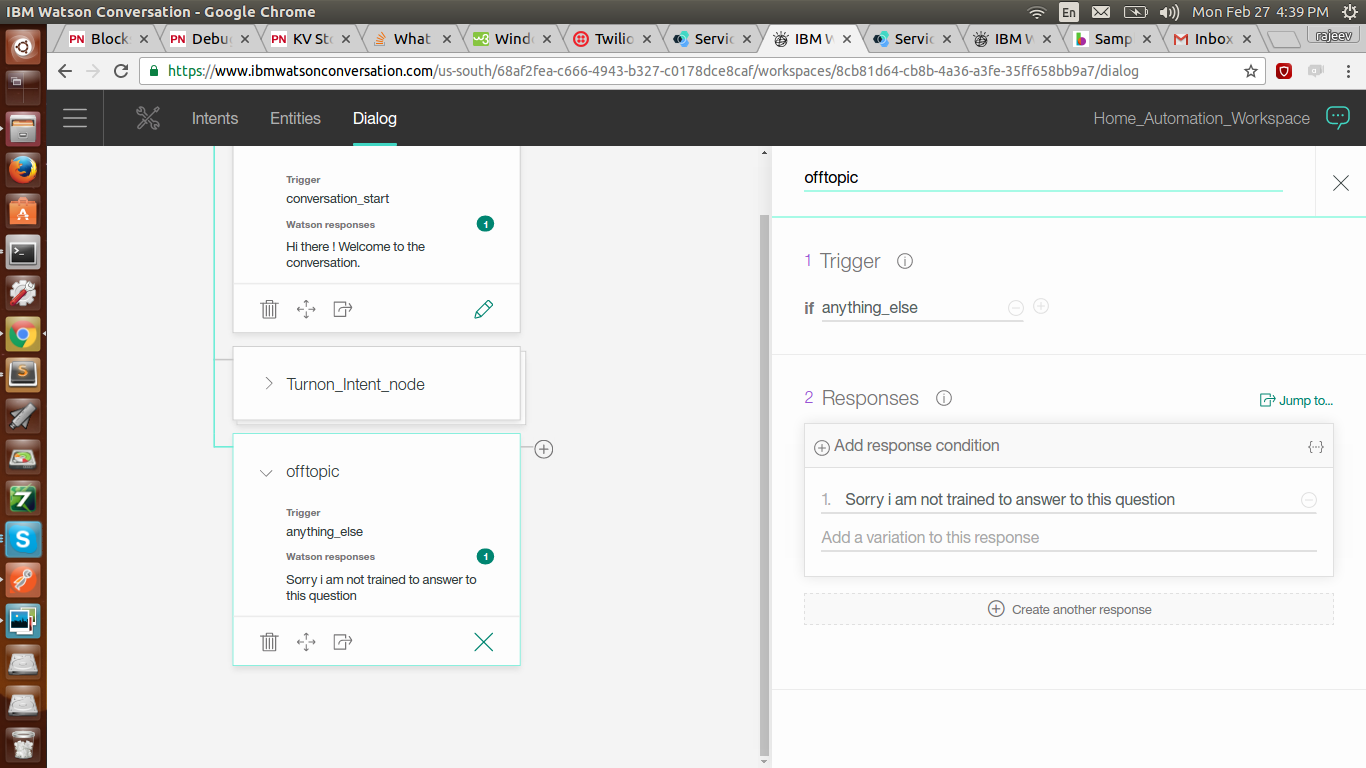 IBM Watson Conversation - Google Chrome
En
Mon Feb 27 4:39 PM
PN Blocks
PN Debug
PN KV Sto
What
Wind
Twilio
Servic
IBM W
Servic
IBM W
Samp
Inbox
rajeev
https://www.ibmwatsonconversation.com/us-south/68af2fea-c666-4943-b327-c0178dce8caf/workspaces/8cb81d64-cb8b-4a36-a3fe-35ff658bb9a7/dialog
Intents
Entities
Dialog
Home_Automation_Workspace
Trigger
conversation_start
Watson responses
1
Hi there ! Welcome to the
conversation.
Turnon_Intent_node
offtopic
Trigger
anything_else
Watson responses
1
Sorry i am not trained to answer to
this question
offtopic
1 Trigger
if anything_else
2 Responses
Jump to...
Add response condition
{...}
1. Sorry i am not trained to answer to this question
Add a variation to this response
Create another response